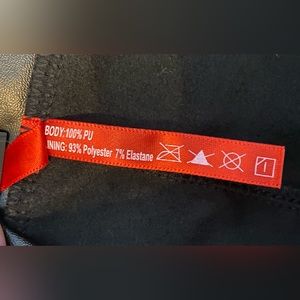 BODY:100% PU
LINING: 93% Polyester 7% Elastane